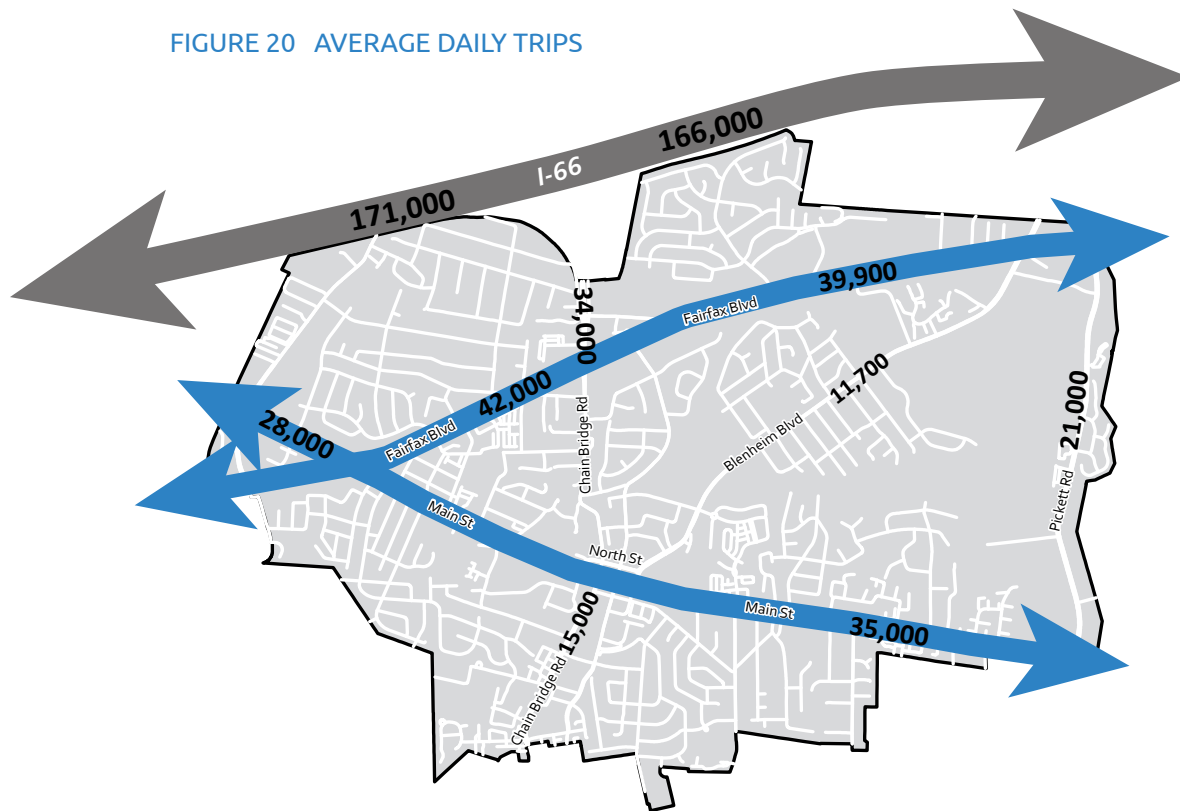 FIGURE 20 AVERAGE DAILY TRIPS
166,000
I-66
171,000
39,900
34,000
Fairfax Blvd
11,700
42,000
21,000
28,000
Fairfax Blvd
Chain Bridge Rd
Blenheim Blvd
Main St
Pickett Rd
North St
15,000
Main St
35,000
Chain Bridge Rd